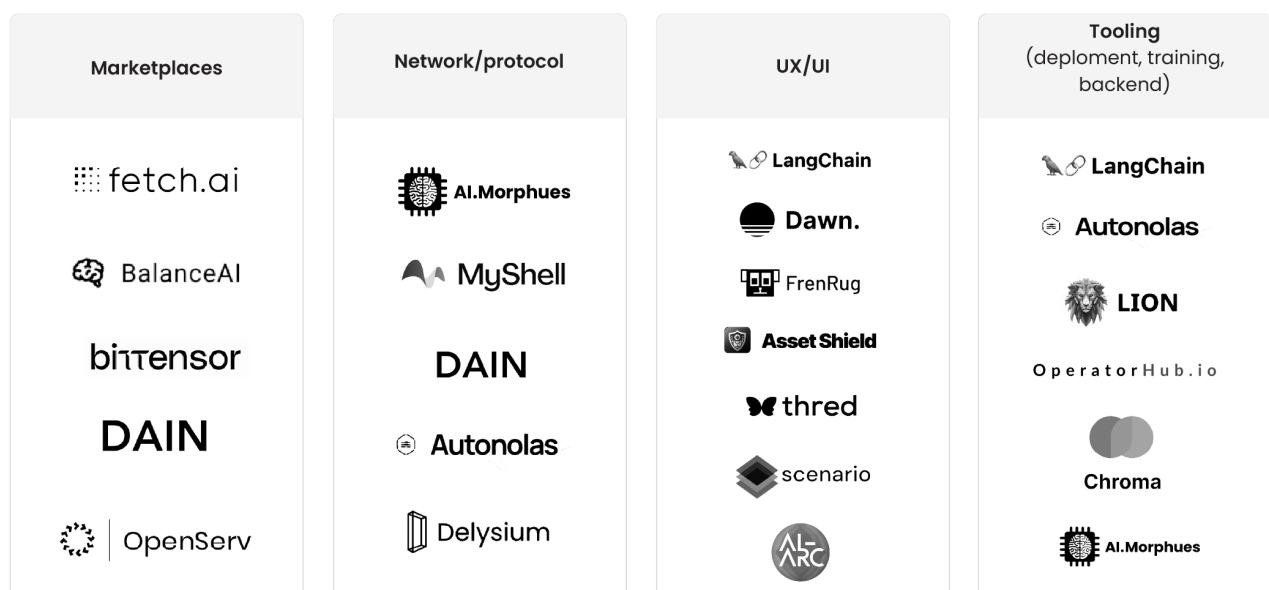 Marketplaces
fetch.ai
BalanceAI
bittensor
DAIN
OpenServ
Network/protocol
AI.Morphues
MyShell
DAIN
Autonolas
Delysium
UX/UI
LangChain
Dawn.
FrenRug
Asset Shield
thred
scenario
AI-
ARC
Tooling
(deploment, training,
backend)
LangChain
Autonolas
LION
OperatorHub.io
Chroma
AI.Morphues